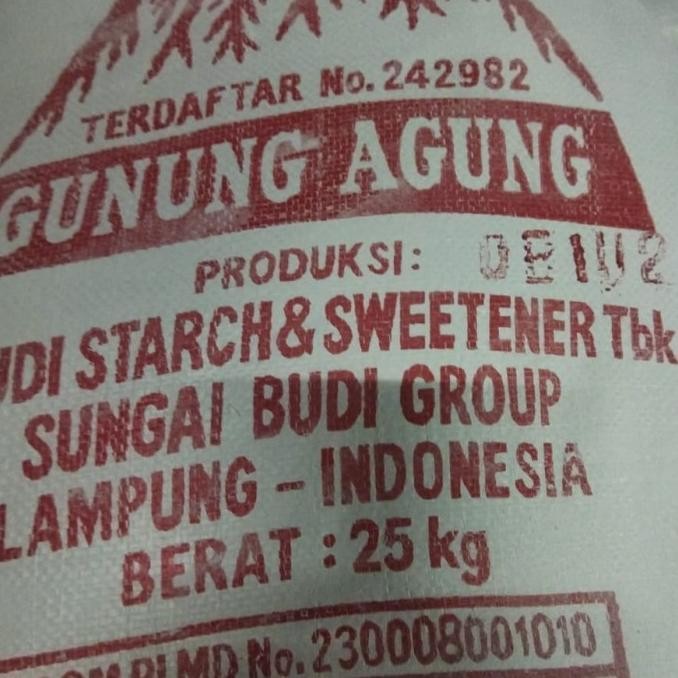 TERDAFTAR No. 242982
GUNUNG AGUNG
PRODUKSI:
STARCH & SWEETENER Tbk
SUNGAI BUDI GROUP
LAMPUNG - INDONESIA
BERAT : 25 kg
No. 230008001010